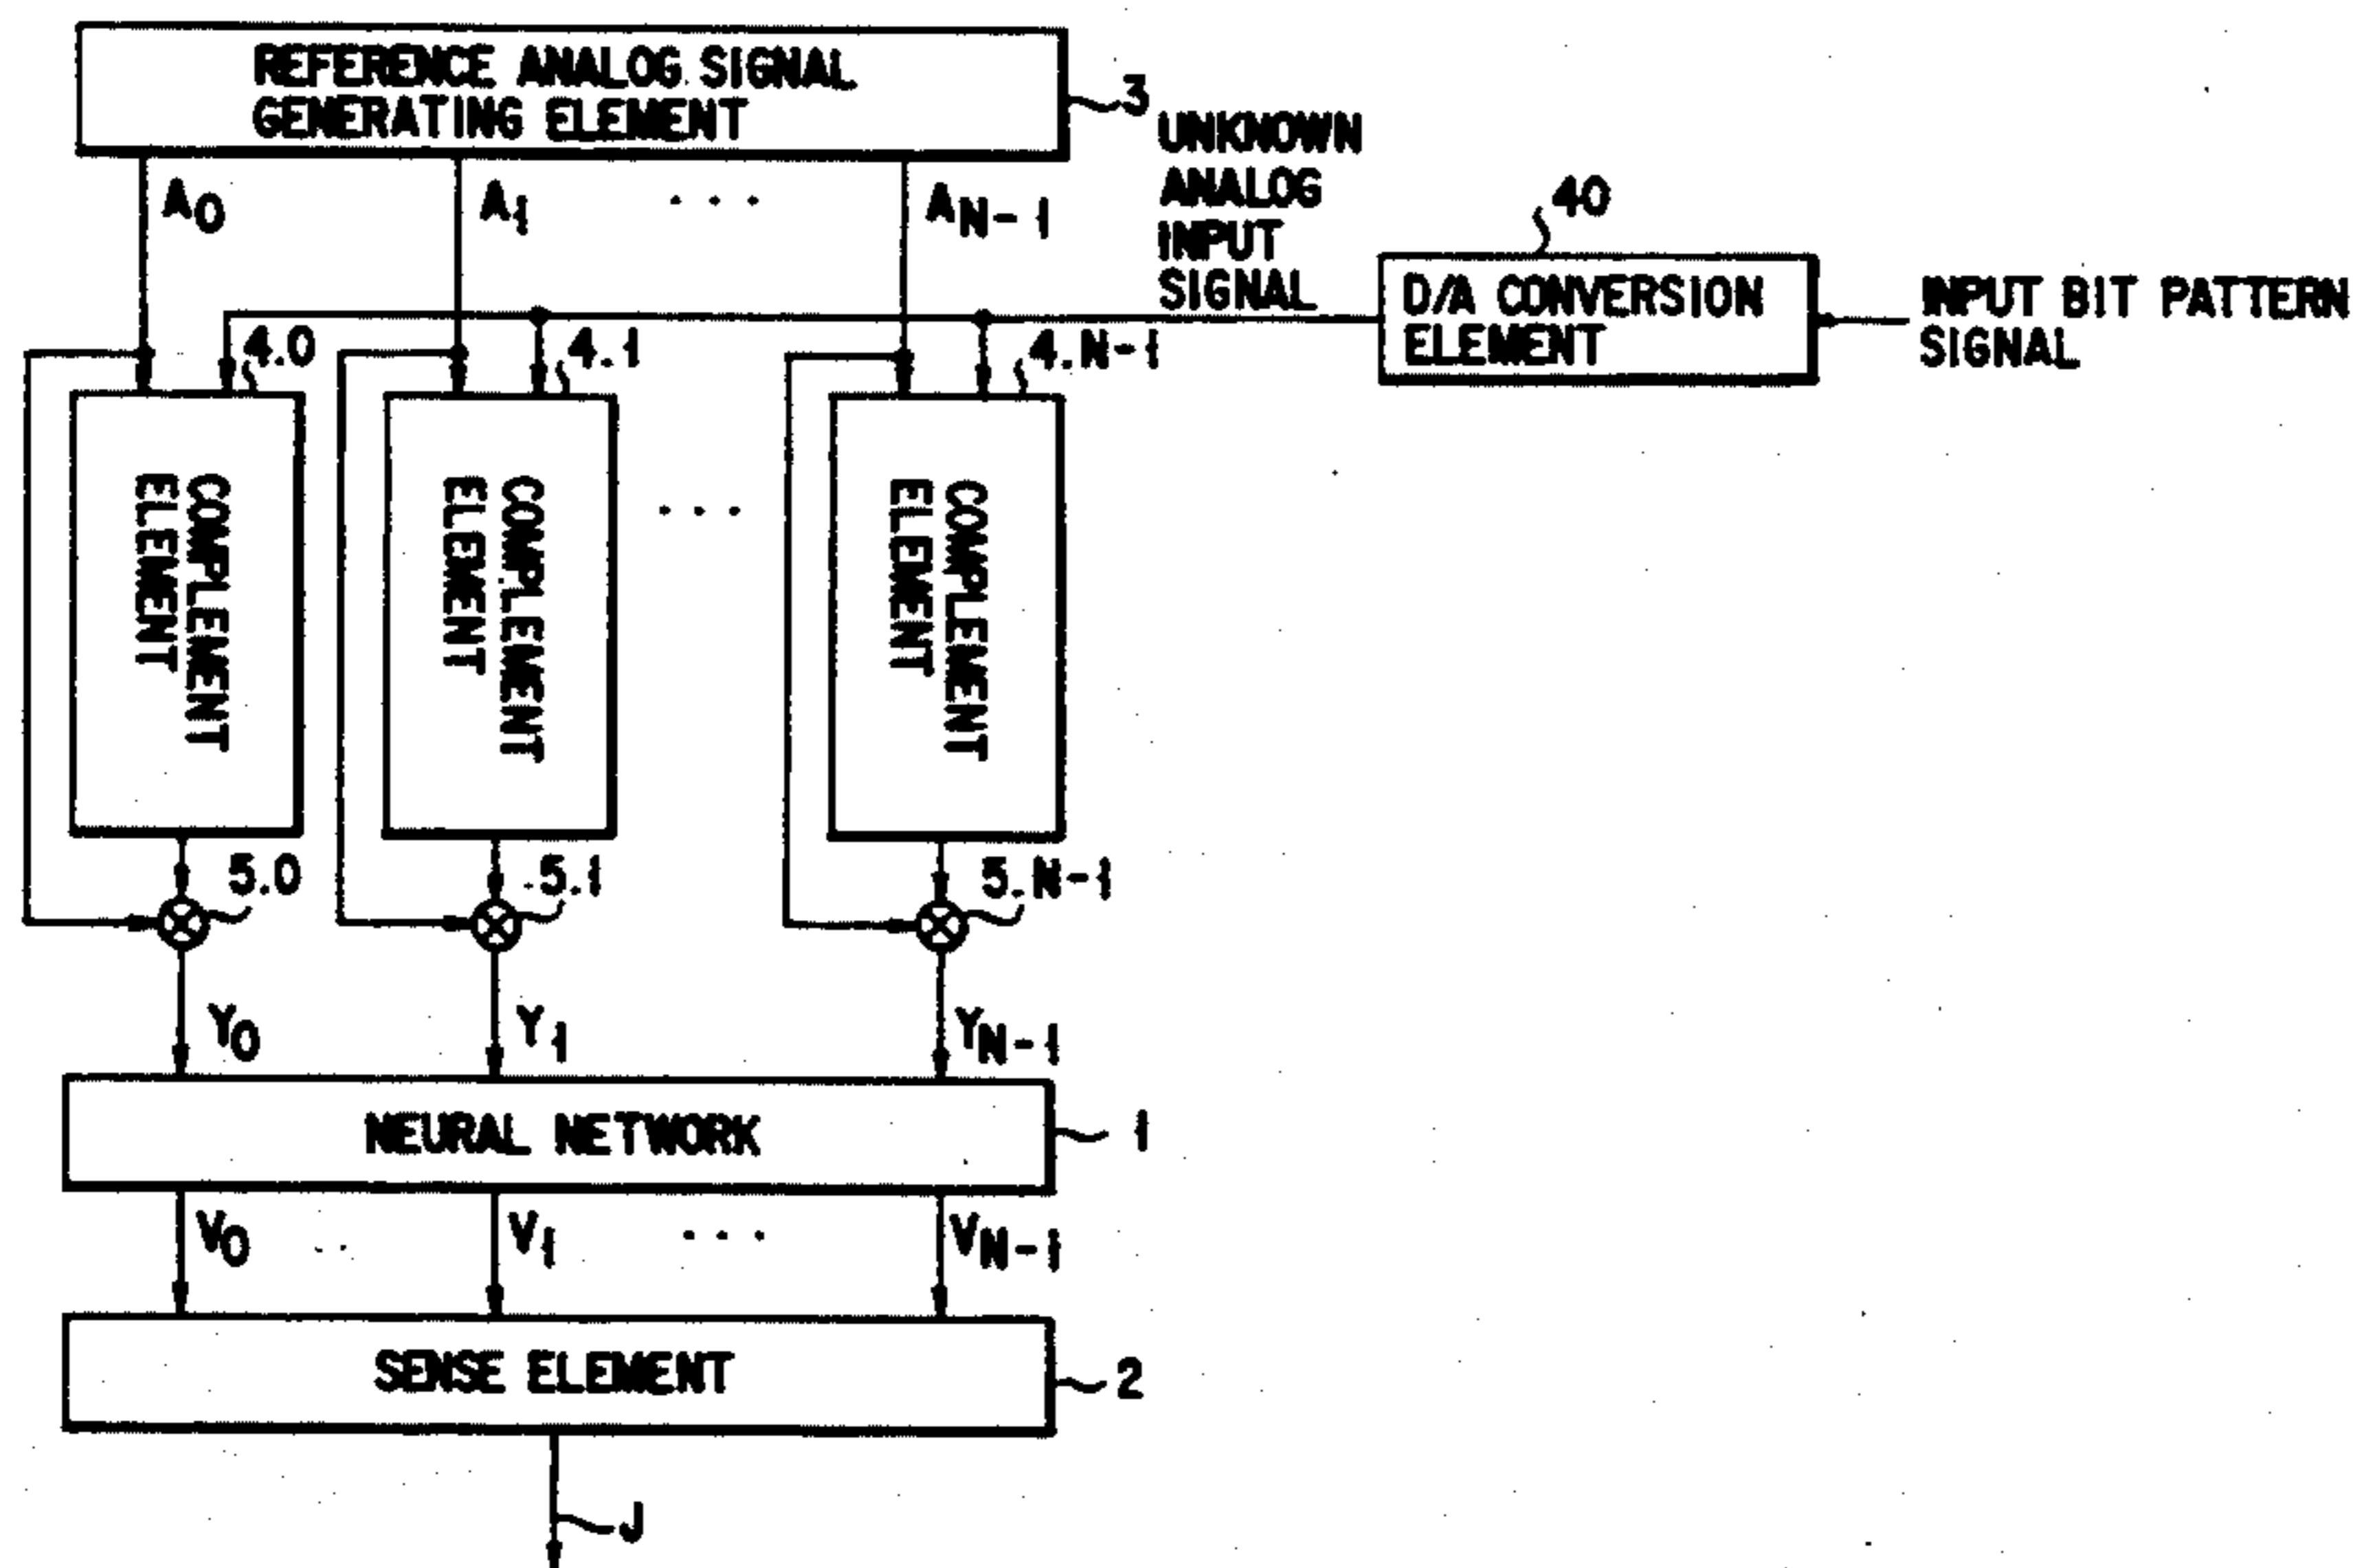 REFERENCE ANALOG SIGNAL
GENERATING ELEMENT
3
UNKNOWN
ANALOG
INPUT
SIGNAL
A0
A1
. . .
AN-1
40
D/A CONVERSION
ELEMENT
INPUT BIT PATTERN
SIGNAL
4.0
4.1
4.N-1
COMPLEMENT
ELEMENT
COMPLEMENT
ELEMENT
. . .
COMPLEMENT
ELEMENT
5.0
5.1
5.N-1
Y0
Y1
YN-1
NEURAL NETWORK
1
V0
V1
. . .
VN-1
SENSE ELEMENT
2
J